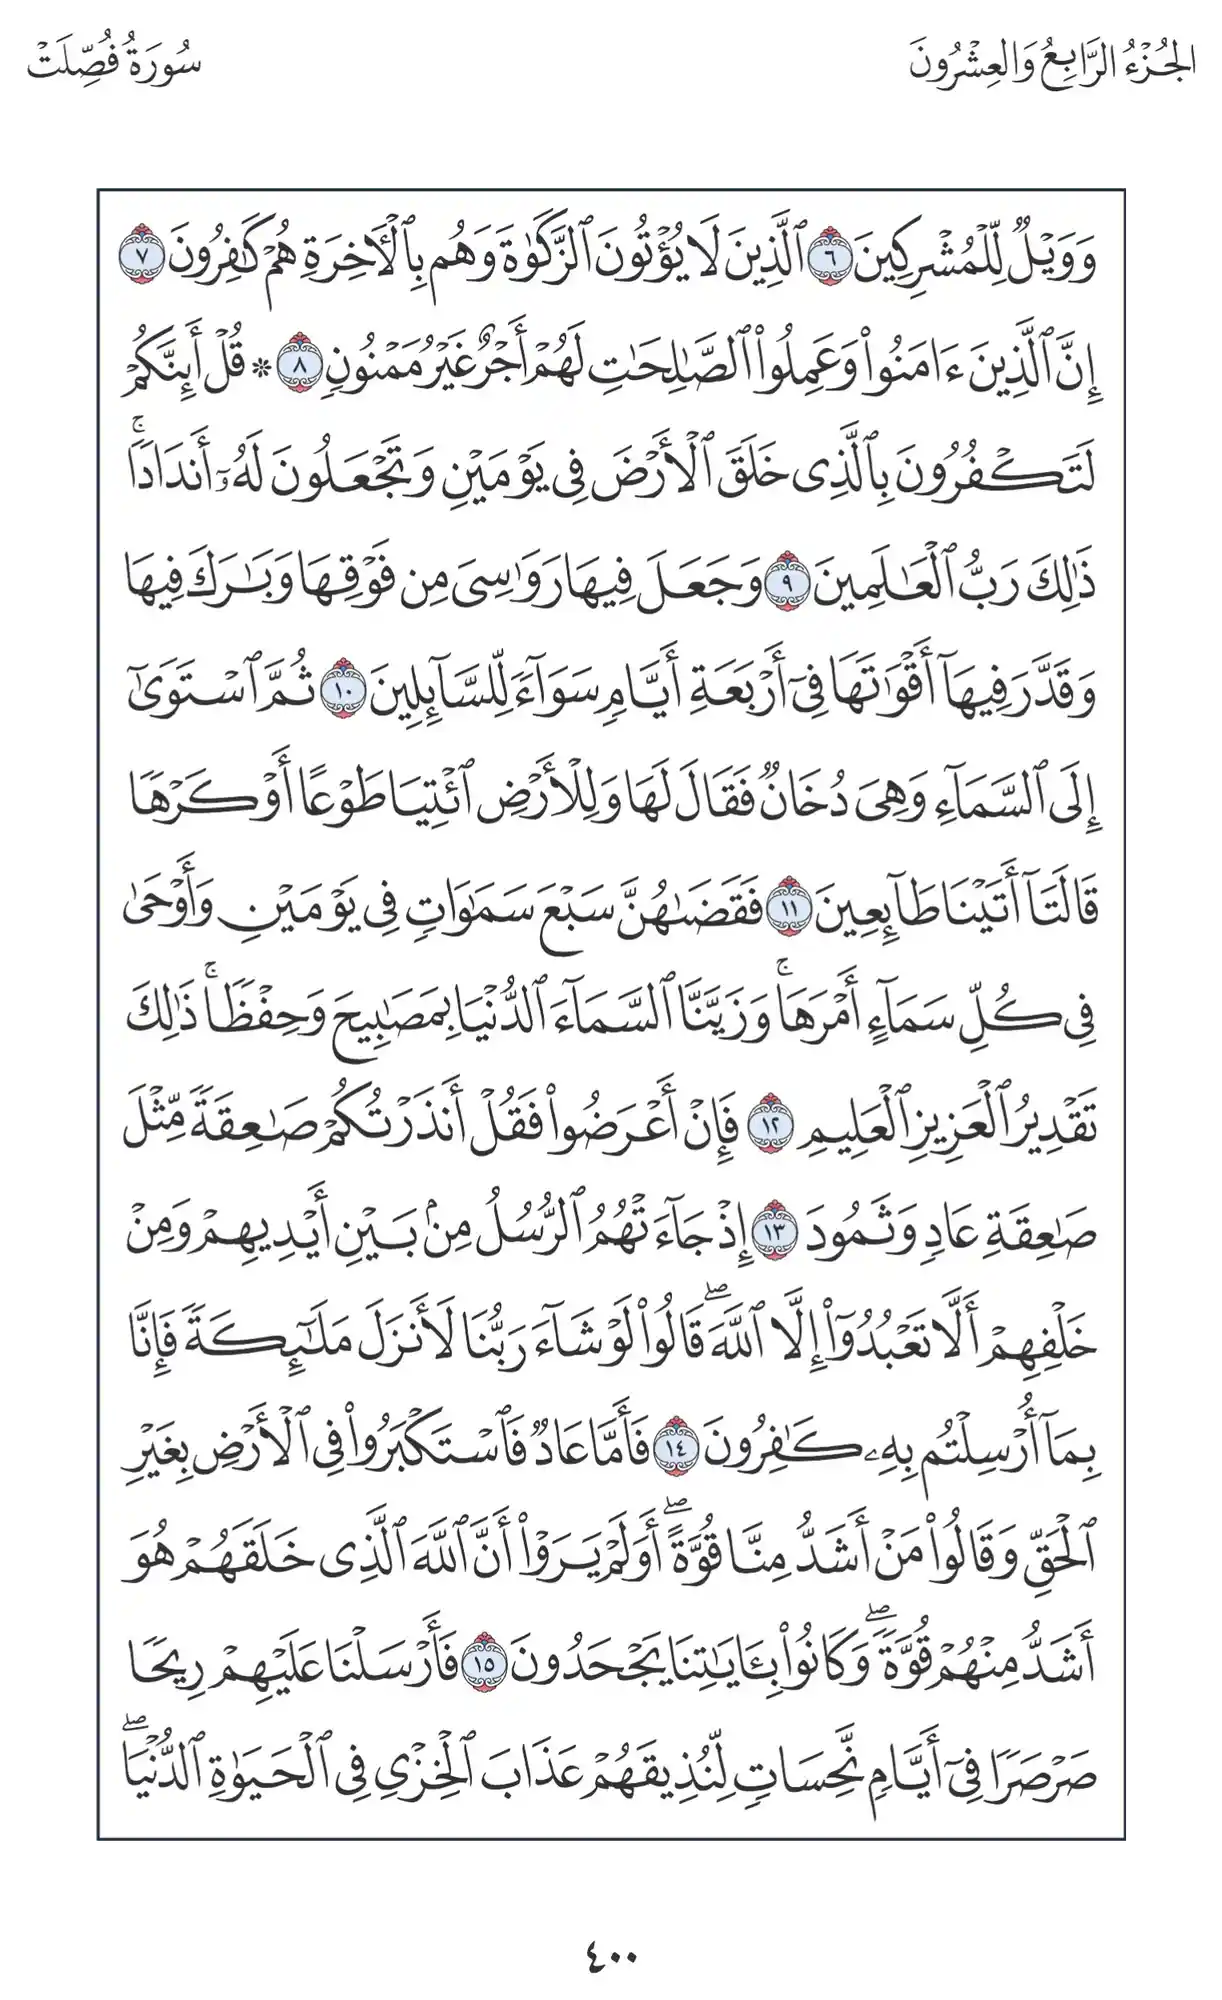 الجُزْءُ الرَّابِعُ وَالعِشْرُونَ
سُورَةُ فُصِّلَتْ
وَوَيْلٌ لِّلْمُشْرِكِينَ ٦ ٱلَّذِينَ لَا يُؤْتُونَ ٱلزَّكَوٰةَ وَهُم بِٱلْأَخِرَةِ هُمْ كَٰفِرُونَ ٧
إِنَّ ٱلَّذِينَ ءَامَنُوا۟ وَعَمِلُوا۟ ٱلصَّٰلِحَٰتِ لَهُمْ أَجْرٌ غَيْرُ مَمْنُونٍ ٨ * قُلْ أَئِنَّكُمْ
لَتَكْفُرُونَ بِٱلَّذِى خَلَقَ ٱلْأَرْضَ فِى يَوْمَيْنِ وَتَجْعَلُونَ لَهُۥٓ أَندَادًا ۚ
ذَٰلِكَ رَبُّ ٱلْعَٰلَمِينَ ٩ وَجَعَلَ فِيهَا رَوَٰسِىَ مِن فَوْقِهَا وَبَٰرَكَ فِيهَا
وَقَدَّرَ فِيهَآ أَقْوَٰتَهَا فِىٓ أَرْبَعَةِ أَيَّامٍ سَوَآءً لِّلسَّآئِلِينَ ١٠ ثُمَّ ٱسْتَوَىٰٓ
إِلَى ٱلسَّمَآءِ وَهِىَ دُخَانٌ فَقَالَ لَهَا وَلِلْأَرْضِ ٱئْتِيَا طَوْعًا أَوْ كَرْهًا
قَالَتَآ أَتَيْنَا طَآئِعِينَ ١١ فَقَضَىٰهُنَّ سَبْعَ سَمَٰوَاتٍ فِى يَوْمَيْنِ وَأَوْحَىٰ
فِى كُلِّ سَمَآءٍ أَمْرَهَا ۚ وَزَيَّنَّا ٱلسَّمَآءَ ٱلدُّنْيَا بِمَصَٰبِيحَ وَحِفْظًا ۚ ذَٰلِكَ
تَقْدِيرُ ٱلْعَزِيزِ ٱلْعَلِيمِ ١٢ فَإِنْ أَعْرَضُوا۟ فَقُلْ أَنذَرْتُكُمْ صَٰعِقَةً مِّثْلَ
صَٰعِقَةِ عَادٍ وَثَمُودَ ١٣ إِذْ جَآءَتْهُمُ ٱلرُّسُلُ مِنۢ بَيْنِ أَيْدِيهِمْ وَمِنْ
خَلْفِهِمْ أَلَّا تَعْبُدُوٓا۟ إِلَّا ٱللَّهَ ۖ قَالُوا۟ لَوْ شَآءَ رَبُّنَا لَأَنزَلَ مَلَٰٓئِكَةً فَإِنَّا
بِمَآ أُرْسِلْتُم بِهِۦ كَٰفِرُونَ ١٤ فَأَمَّا عَادٌ فَٱسْتَكْبَرُوا۟ فِى ٱلْأَرْضِ بِغَيْرِ
ٱلْحَقِّ وَقَالُوا۟ مَنْ أَشَدُّ مِنَّا قُوَّةً ۖ أَوَلَمْ يَرَوْا۟ أَنَّ ٱللَّهَ ٱلَّذِى خَلَقَهُمْ هُوَ
أَشَدُّ مِنْهُمْ قُوَّةً ۖ وَكَانُوا۟ بِـَٔايَٰتِنَا يَجْحَدُونَ ١٥ فَأَرْسَلْنَا عَلَيْهِمْ رِيحًا
صَرْصَرًا فِىٓ أَيَّامٍ نَّحِسَاتٍ لِّنُذِيقَهُمْ عَذَابَ ٱلْخِزْىِ فِى ٱلْحَيَوٰةِ ٱلدُّنْيَا ۖ
٤٠٠